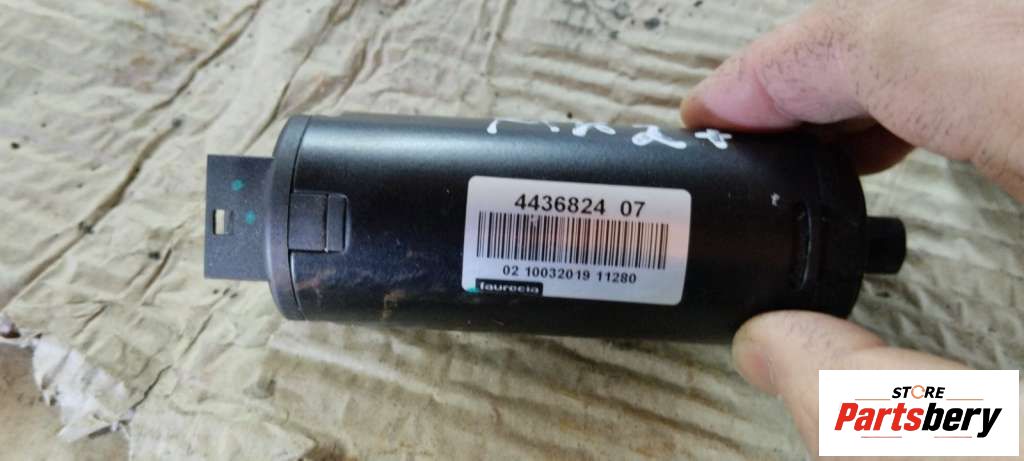 4436824 07
02 10032019 11280
faurecia
STORE
Partsbery